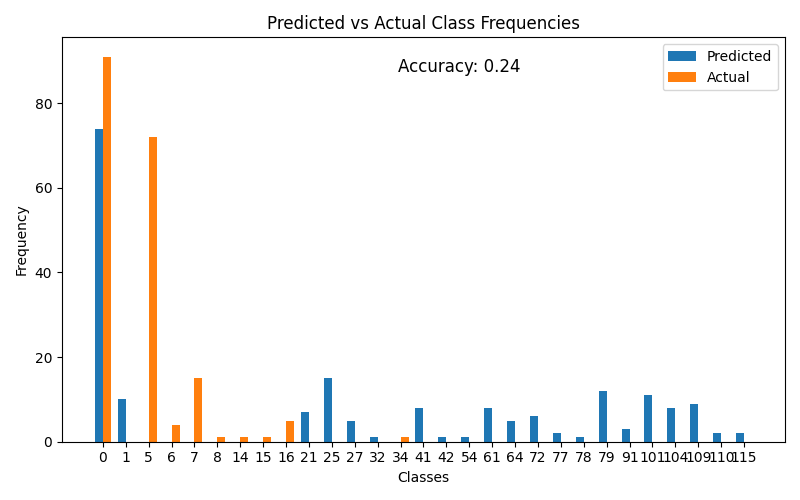 Predicted vs Actual Class Frequencies
Accuracy: 0.24
Predicted
Actual
Frequency
80
60
40
20
0
0 1 5 6 7 8 14 15 16 21 25 27 32 34 41 42 54 61 64 72 77 78 79 91 101 104 109 110 115
Classes